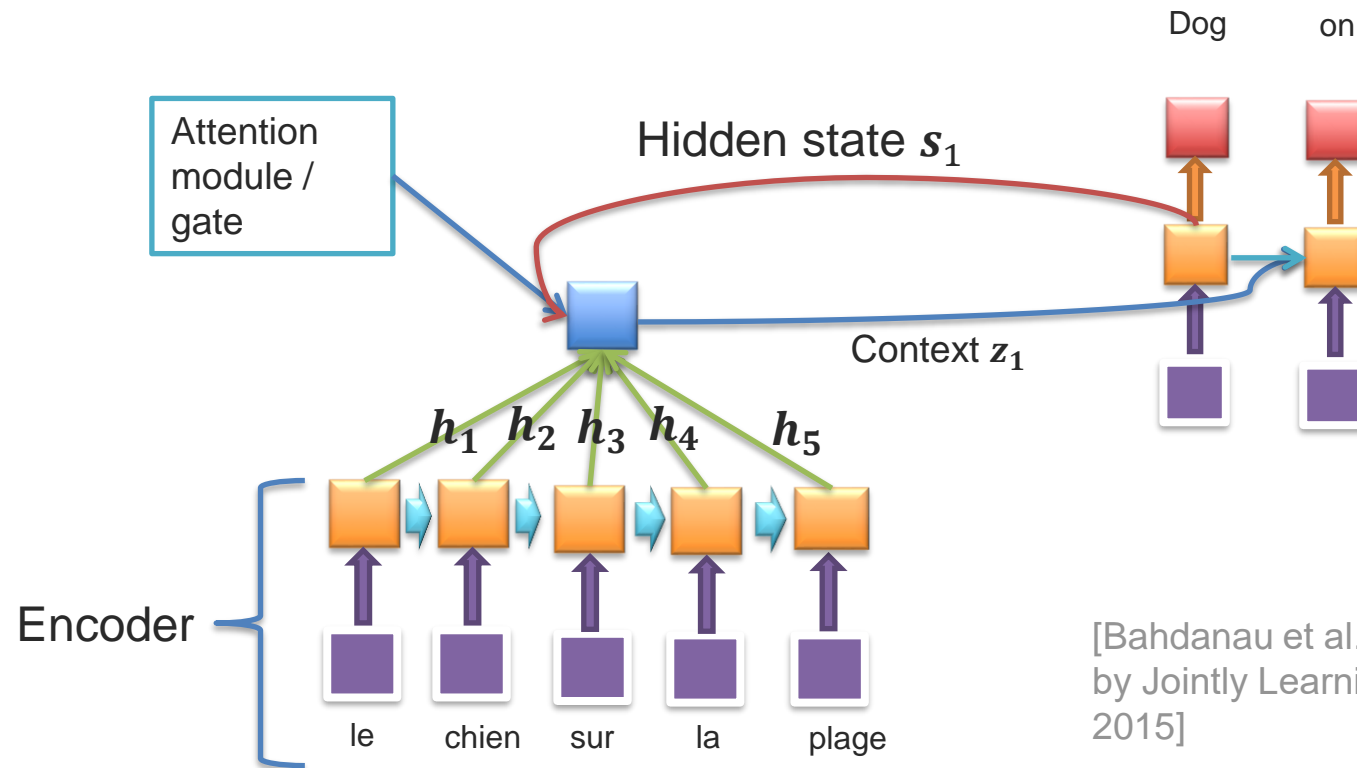 Dog on
Attention
module /
gate
Hidden state s₁
Context z₁
h₁ h₂ h₃ h₄ h₅
Encoder
le chien sur la plage
[Bahdanau et al.
by Jointly Learni
2015]